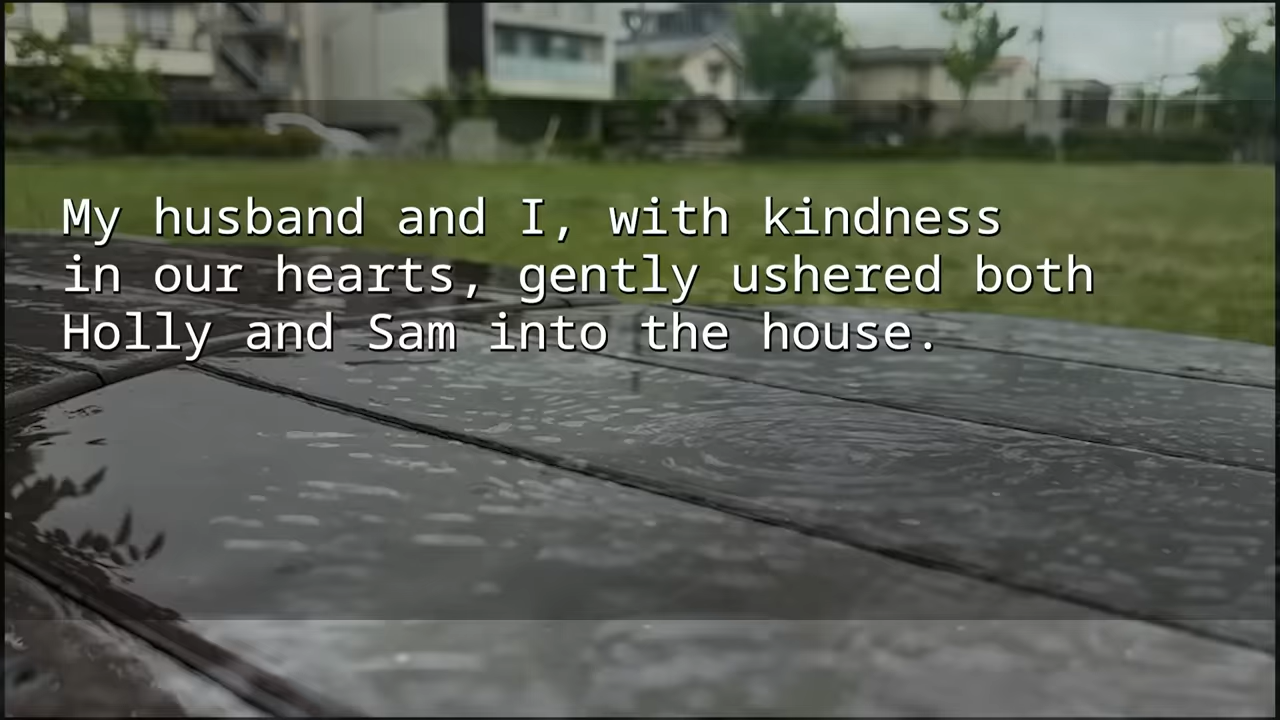 My husband and I, with kindness
in our hearts, gently ushered both
Holly and Sam into the house.